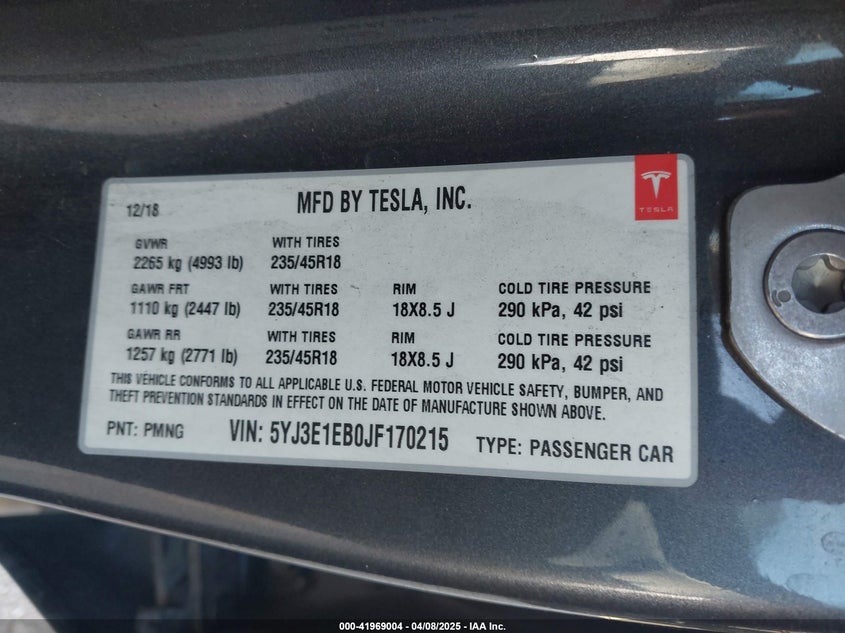 12/18 MFD BY TESLA, INC.
TESLA
GVWR WITH TIRES
2265 kg (4993 lb) 235/45R18
GAWR FRT WITH TIRES RIM COLD TIRE PRESSURE
1110 kg (2447 lb) 235/45R18 18X8.5 J 290 kPa, 42 psi
GAWR RR WITH TIRES RIM COLD TIRE PRESSURE
1257 kg (2771 lb) 235/45R18 18X8.5 J 290 kPa, 42 psi
THIS VEHICLE CONFORMS TO ALL APPLICABLE U.S. FEDERAL MOTOR VEHICLE SAFETY, BUMPER, AND
THEFT PREVENTION STANDARDS IN EFFECT ON THE DATE OF MANUFACTURE SHOWN ABOVE.
PNT: PMNG VIN: 5YJ3E1EB0JF170215 TYPE: PASSENGER CAR
000-41969004 - 04/08/2025 - IAA Inc.